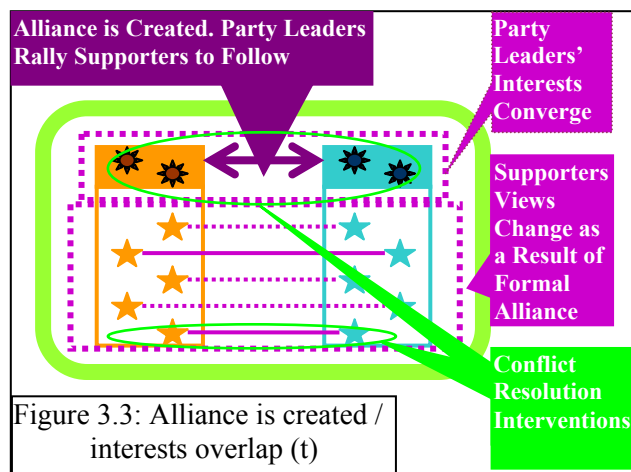 Alliance is Created. Party Leaders
Rally Supporters to Follow
Party
Leaders’
Interests
Converge
Supporters
Views
Change as
a Result of
Formal
Alliance
Conflict
Resolution
Interventions
Figure 3.3: Alliance is created /
interests overlap (t)